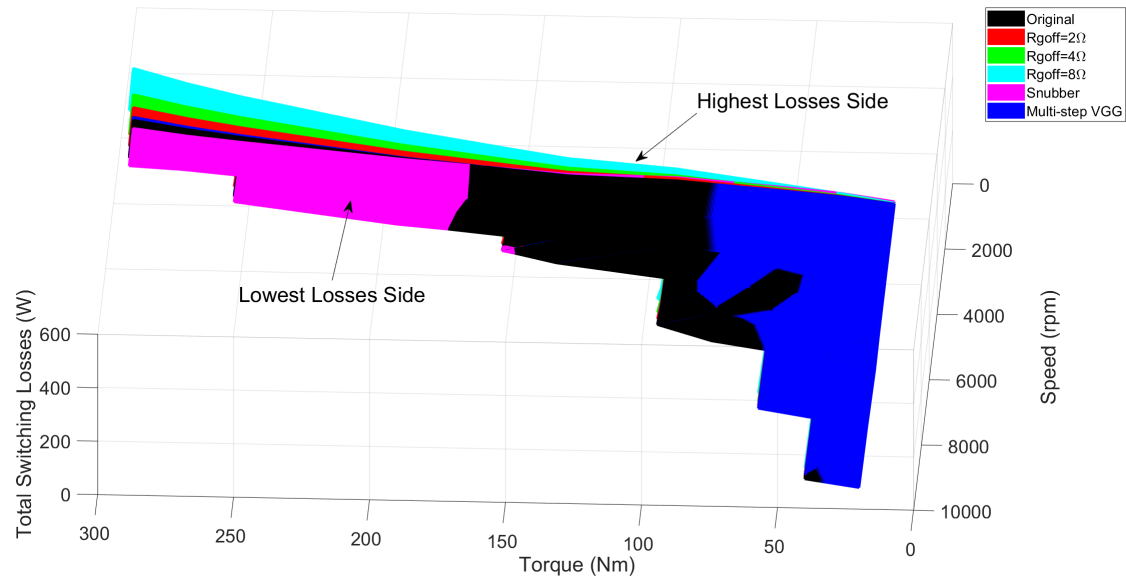 Original
Rgoff=2Ω
Rgoff=4Ω
Rgoff=8Ω
Snubber
Multi-step VGG
Highest Losses Side
Lowest Losses Side
Total Switching Losses (W)
600
400
200
0
300
250
200
150
100
50
0
Torque (Nm)
0
2000
4000
6000
8000
10000
Speed (rpm)